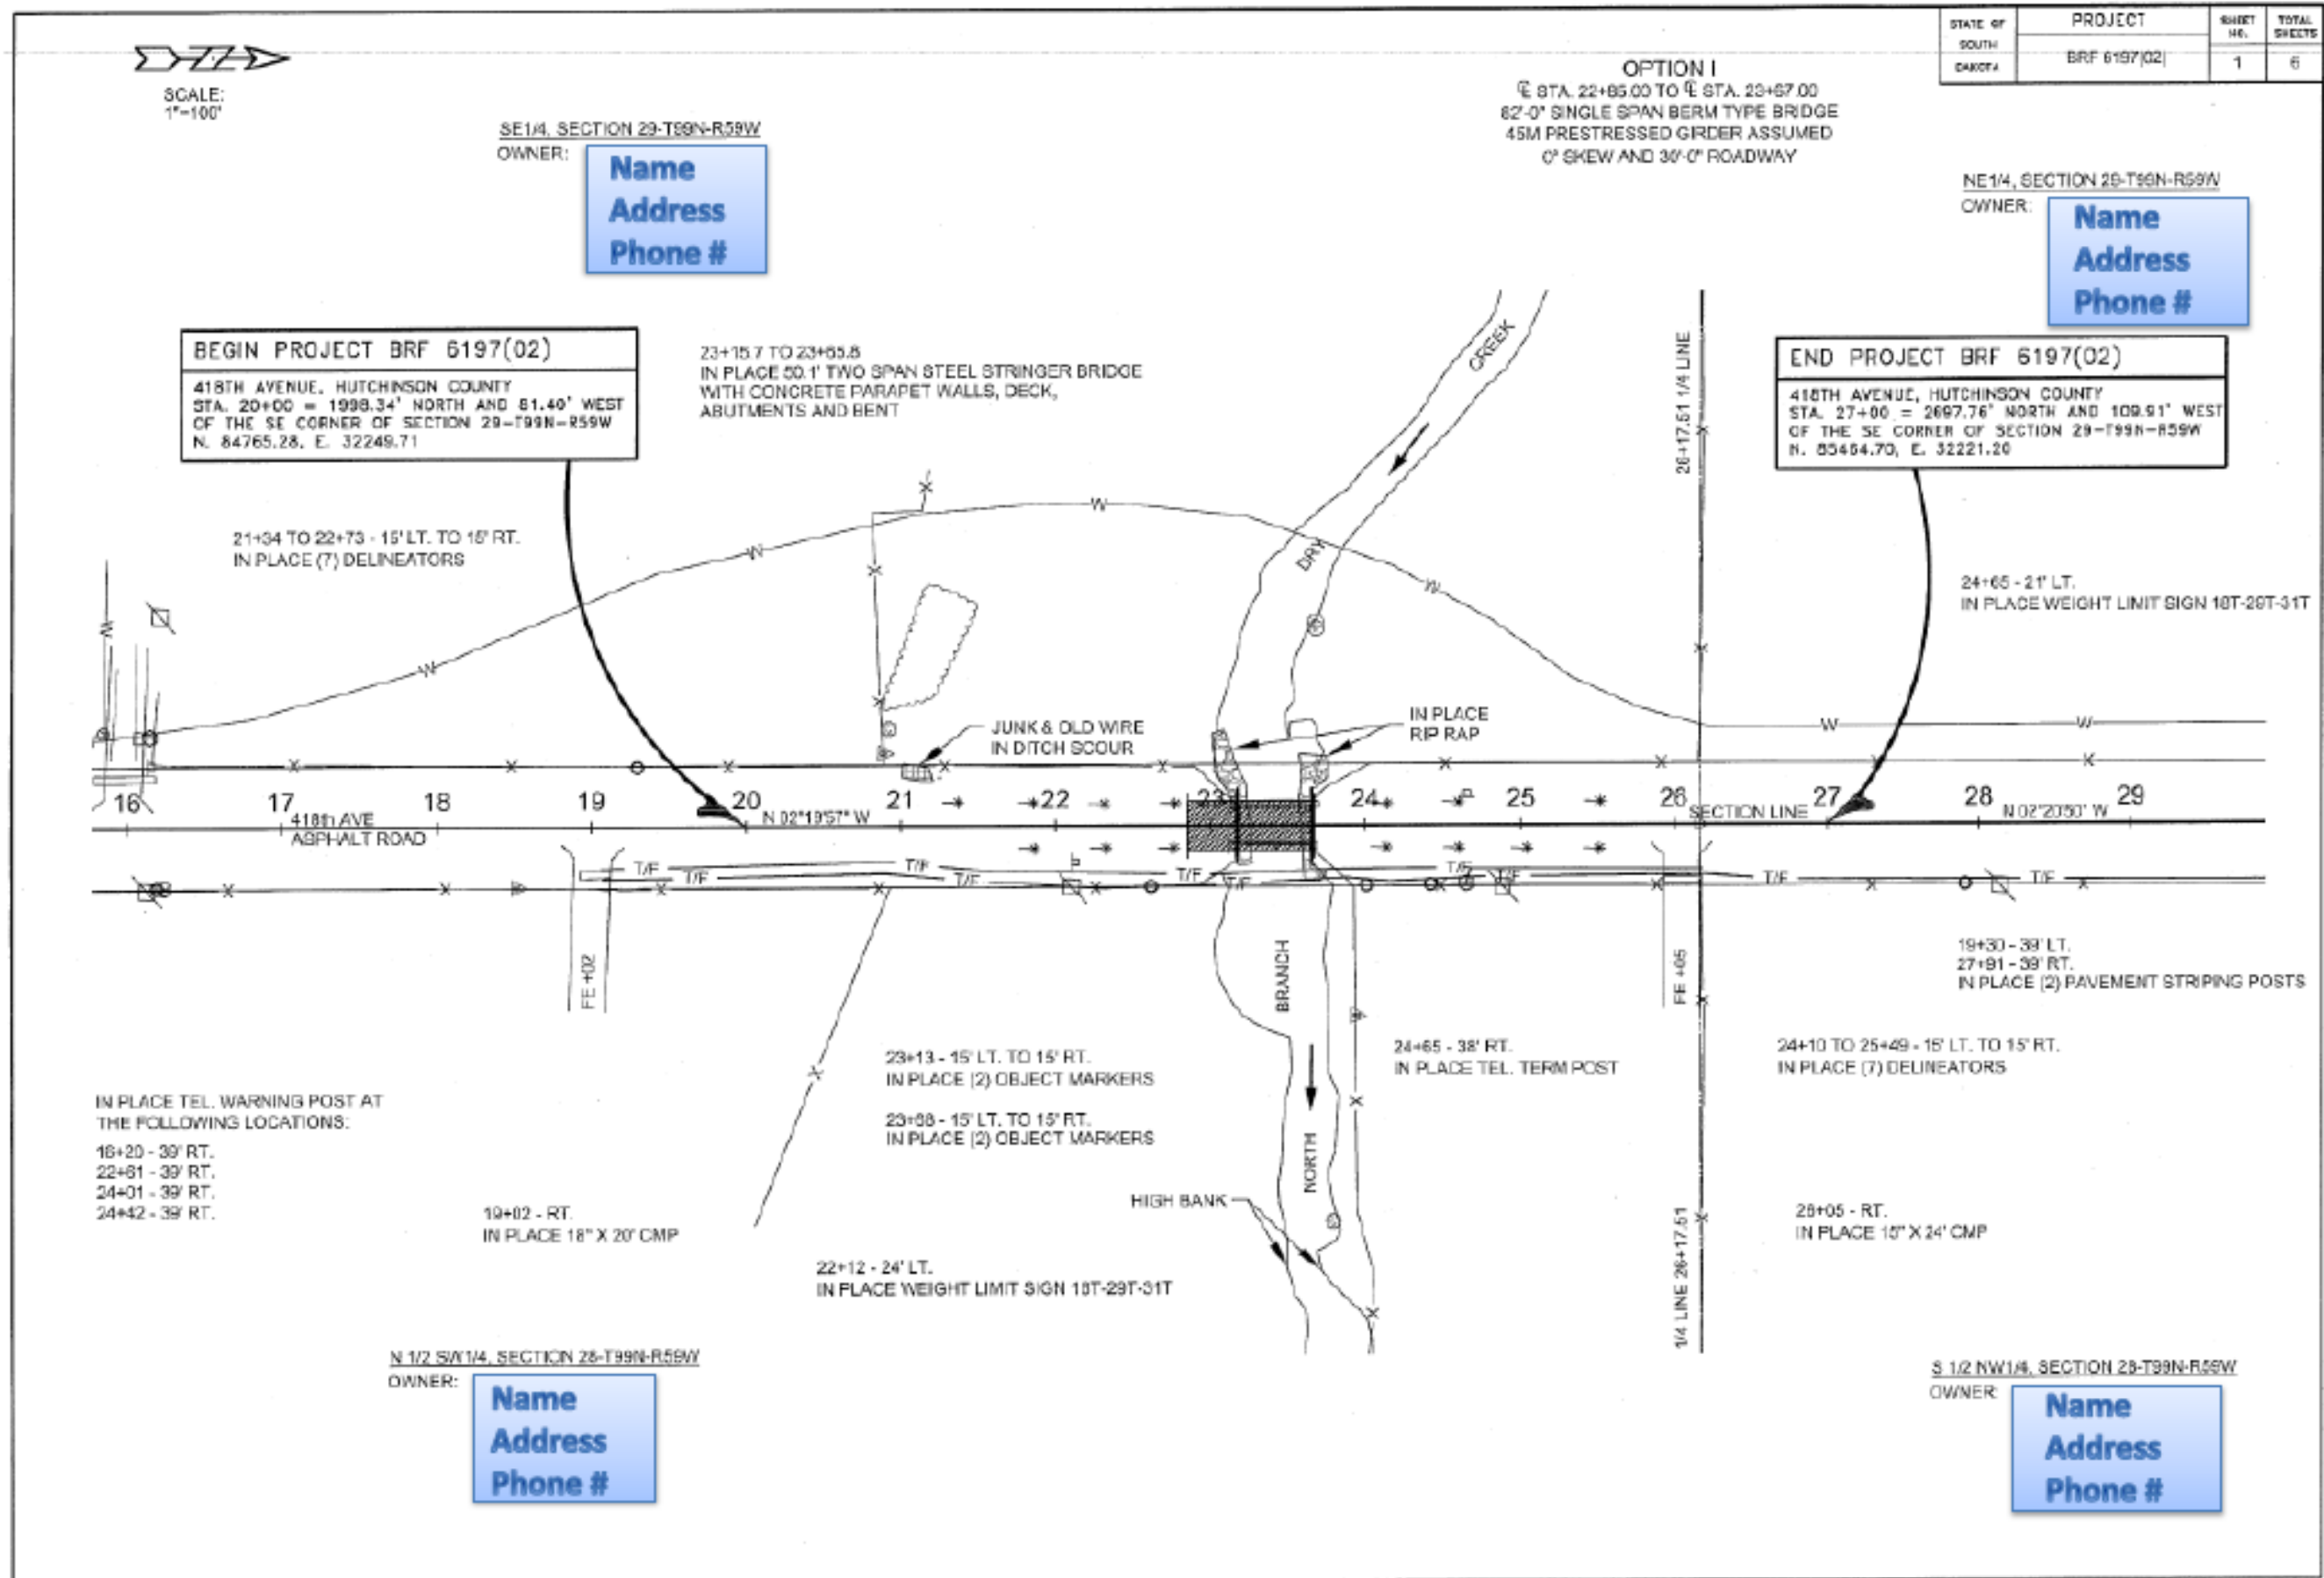 STATE OF SOUTH DAKOTA
PROJECT
BRF 6197(02)
SHEET NO.
1
TOTAL SHEETS
6
SCALE:
1"=100'
OPTION I
℄ STA. 22+85.00 TO ℄ STA. 23+67.00
82'-0" SINGLE SPAN BERM TYPE BRIDGE
45M PRESTRESSED GIRDER ASSUMED
0° SKEW AND 30'-0" ROADWAY
SE1/4, SECTION 29-T99N-R59W
OWNER:
Name
Address
Phone #
NE1/4, SECTION 29-T99N-R59W
OWNER:
Name
Address
Phone #
BEGIN PROJECT BRF 6197(02)
418TH AVENUE, HUTCHINSON COUNTY
STA. 20+00 = 1998.34' NORTH AND 81.40' WEST
OF THE SE CORNER OF SECTION 29-T99N-R59W
N. 84765.28, E. 32249.71
23+15.7 TO 23+65.8
IN PLACE 50.1' TWO SPAN STEEL STRINGER BRIDGE
WITH CONCRETE PARAPET WALLS, DECK,
ABUTMENTS AND BENT
CREEK
26+17.51 1/4 LINE
END PROJECT BRF 6197(02)
418TH AVENUE, HUTCHINSON COUNTY
STA. 27+00 = 2697.76' NORTH AND 109.91' WEST
OF THE SE CORNER OF SECTION 29-T99N-R59W
N. 85464.70, E. 32221.20
21+34 TO 22+73 - 15' LT. TO 15' RT.
IN PLACE (7) DELINEATORS
DRY
24+65 - 21' LT.
IN PLACE WEIGHT LIMIT SIGN 18T-29T-31T
W W W W W W W
JUNK & OLD WIRE
IN DITCH SCOUR
IN PLACE
RIP RAP
16 17 18 19 20 21 22 23 24 25 26 27 28 29
418th AVE
ASPHALT ROAD
N 02°19'57" W
SECTION LINE
N 02°20'50" W
T/F T/F T/F T/F T/F T/F T/F T/F T/F T/F
FE +02
BRANCH
FE +05
19+30 - 39' LT.
27+91 - 39' RT.
IN PLACE (2) PAVEMENT STRIPING POSTS
23+13 - 15' LT. TO 15' RT.
IN PLACE (2) OBJECT MARKERS
23+68 - 15' LT. TO 15' RT.
IN PLACE (2) OBJECT MARKERS
24+65 - 38' RT.
IN PLACE TEL. TERM POST
24+10 TO 25+49 - 15' LT. TO 15' RT.
IN PLACE (7) DELINEATORS
IN PLACE TEL. WARNING POST AT
THE FOLLOWING LOCATIONS:
16+20 - 39' RT.
22+61 - 39' RT.
24+01 - 39' RT.
24+42 - 39' RT.
NORTH
HIGH BANK
19+02 - RT.
IN PLACE 18" X 20' CMP
26+05 - RT.
IN PLACE 15" X 24' CMP
22+12 - 24' LT.
IN PLACE WEIGHT LIMIT SIGN 18T-29T-31T
1/4 LINE 26+17.51
N 1/2 SW1/4, SECTION 28-T99N-R59W
OWNER:
Name
Address
Phone #
S 1/2 NW1/4, SECTION 28-T99N-R59W
OWNER:
Name
Address
Phone #